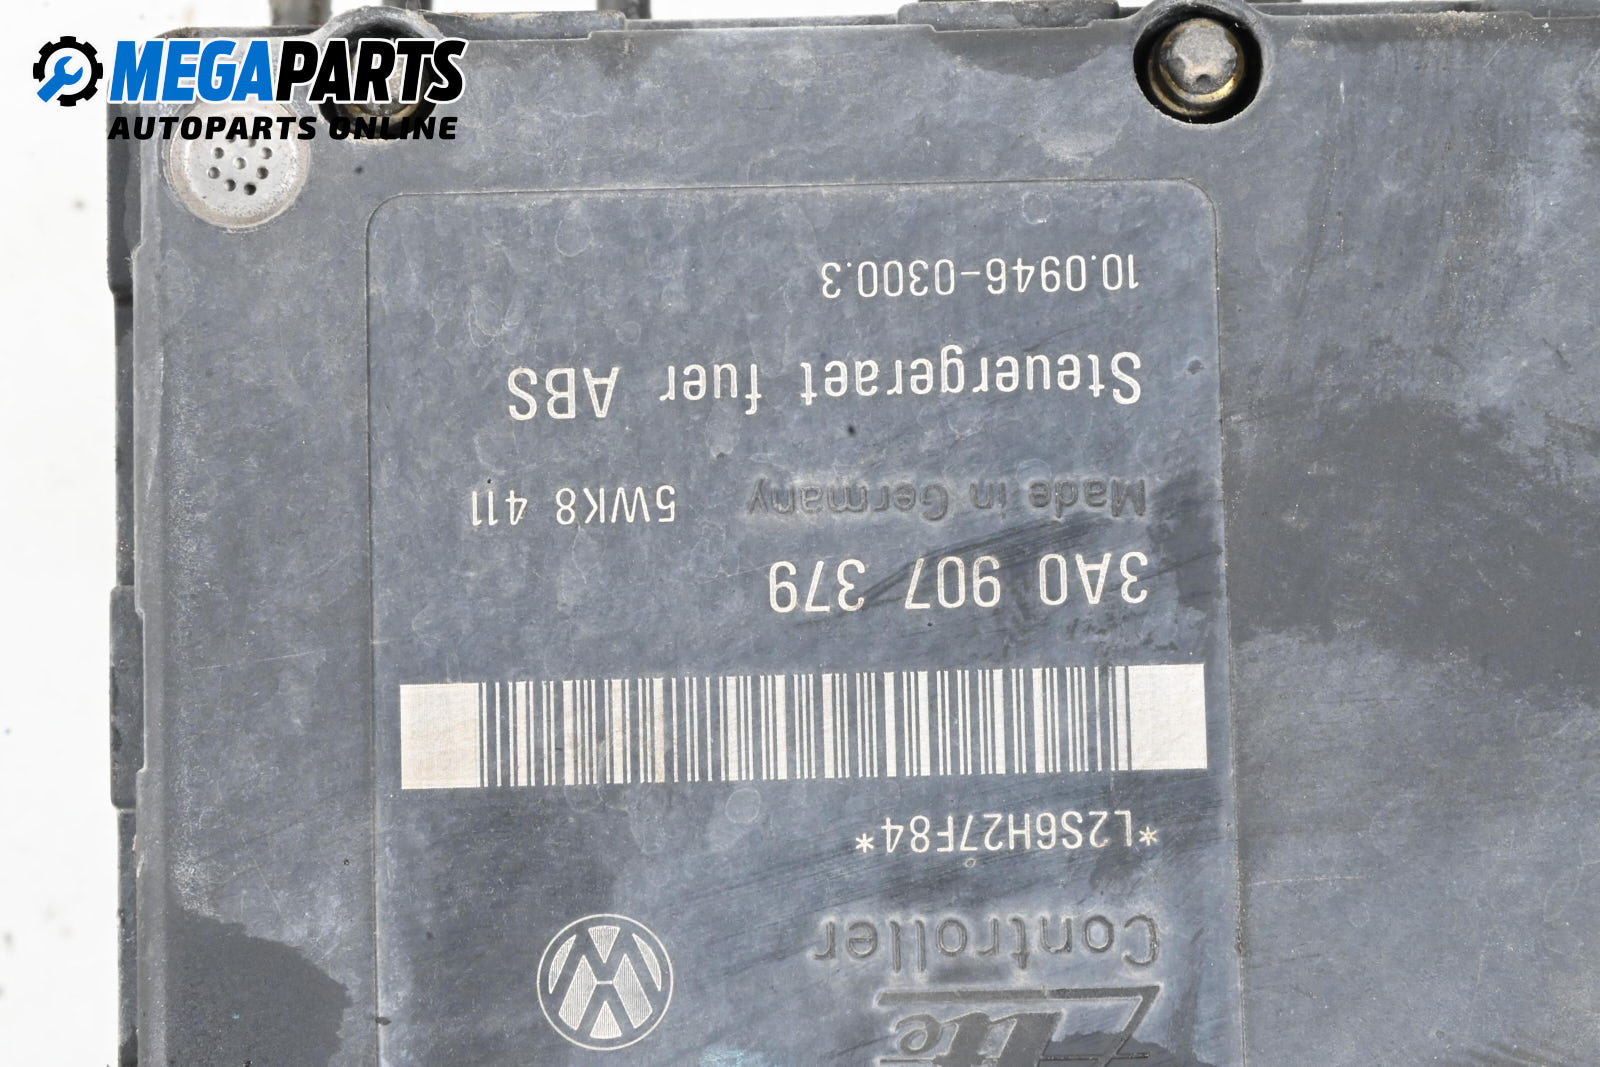 MEGAPARTS
AUTOPARTS ONLINE
Ate
Controller
*L2S6H27F84*
3A0 907 379
Made in Germany 5WK8 411
Steuergeraet fuer ABS
10.0946-0300.3